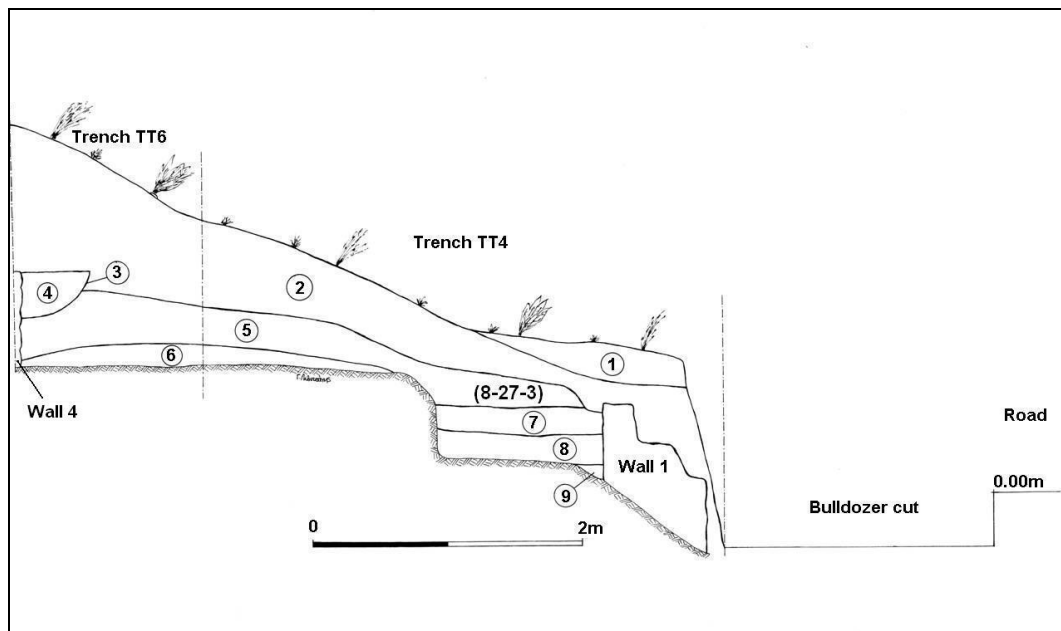 Trench TT6
Trench TT4
3
4
2
5
6
1
(8-27-3)
7
8
9
Wall 4
Wall 1
Road
0.00m
Bulldozer cut
0
2m